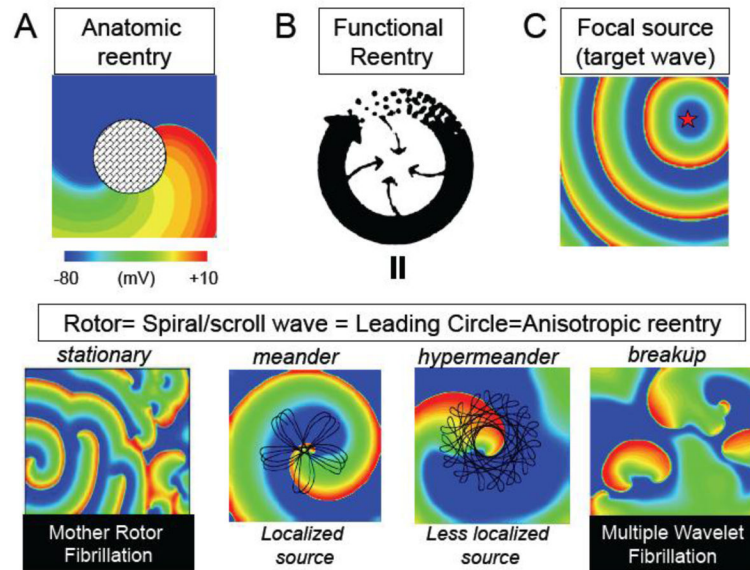 A
Anatomic
reentry
B
Functional
Reentry
C
Focal source
(target wave)
-80
(mV)
+10
Rotor= Spiral/scroll wave = Leading Circle=Anisotropic reentry
stationary
meander
hypermeander
breakup
Mother Rotor
Fibrillation
Localized
source
Less localized
source
Multiple Wavelet
Fibrillation